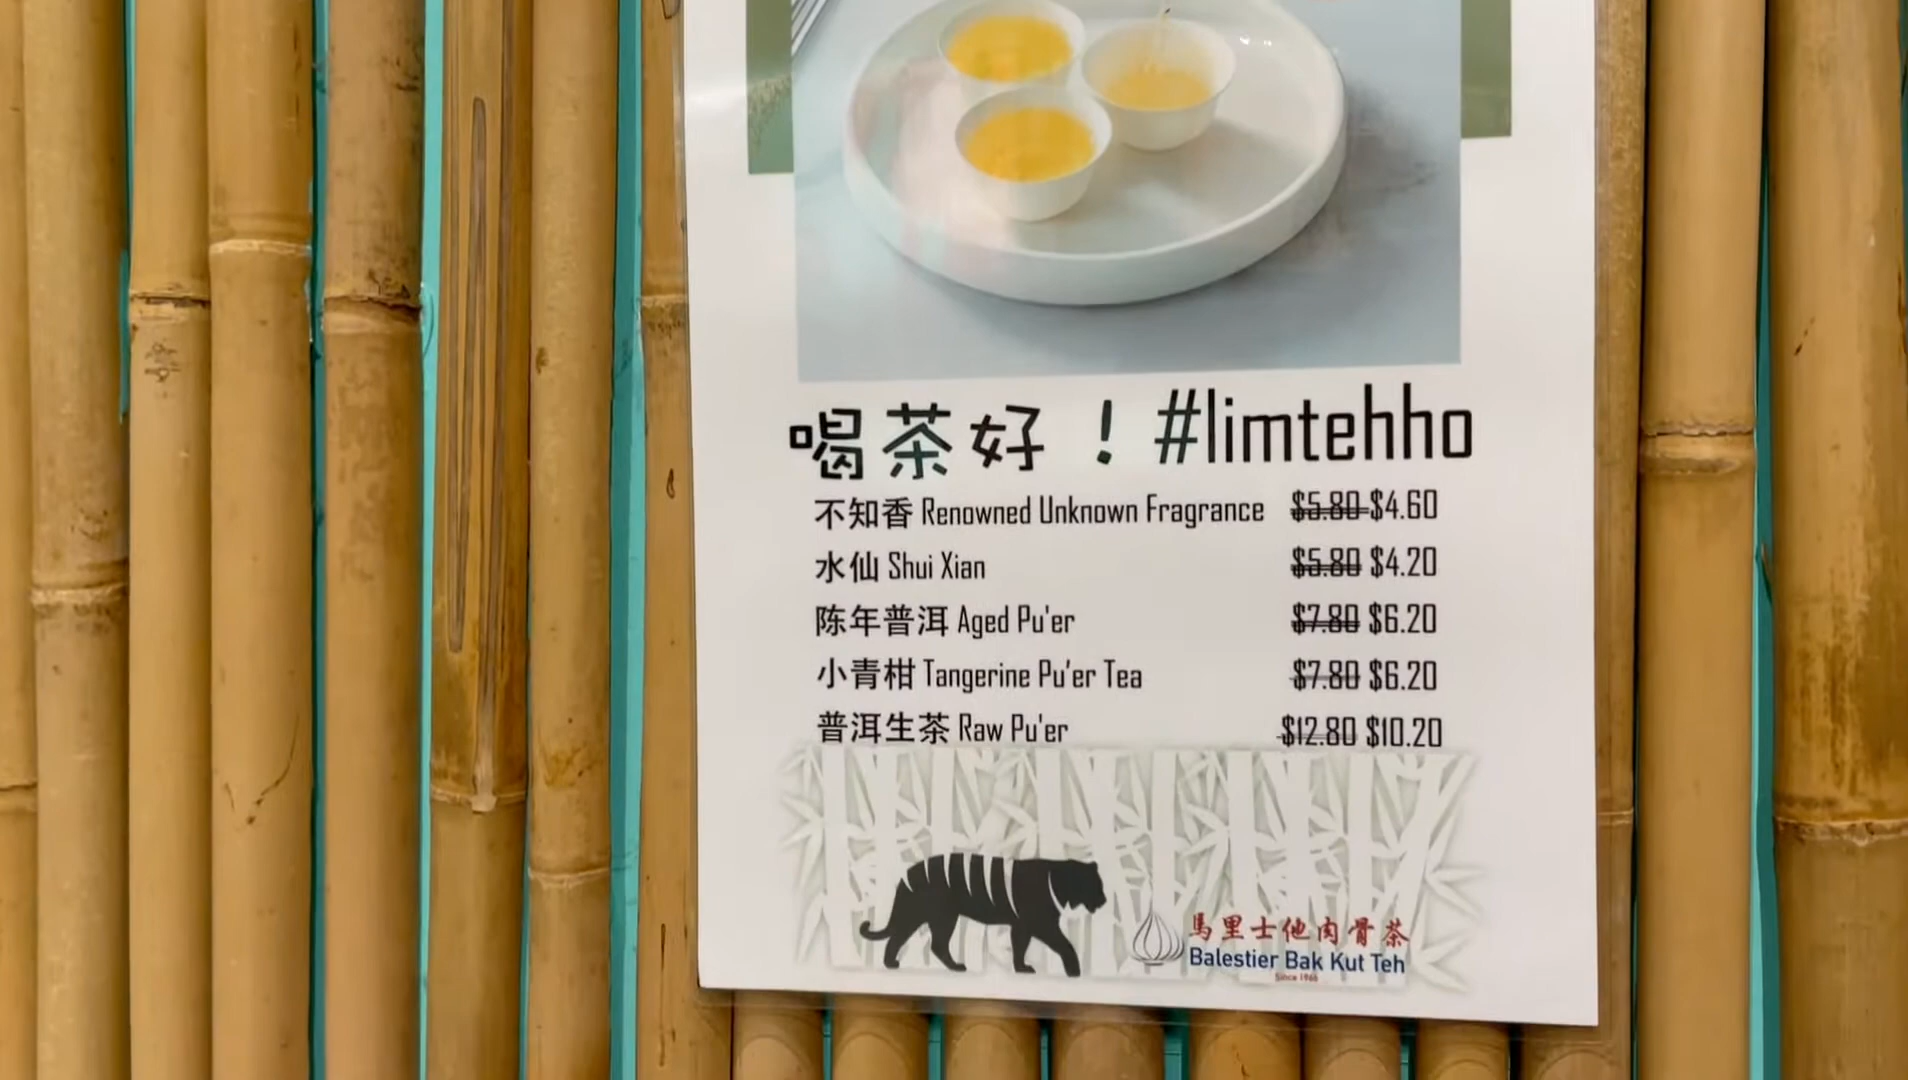 喝茶好！#limtehho
不知香 Renowned Unknown Fragrance $5.80 $4.60
水仙 Shui Xian $5.80 $4.20
陈年普洱 Aged Pu'er $7.80 $6.20
小青柑 Tangerine Pu'er Tea $7.80 $6.20
普洱生茶 Raw Pu'er $12.80 $10.20
馬里士他肉骨茶
Balestier Bak Kut Teh
Since 1966